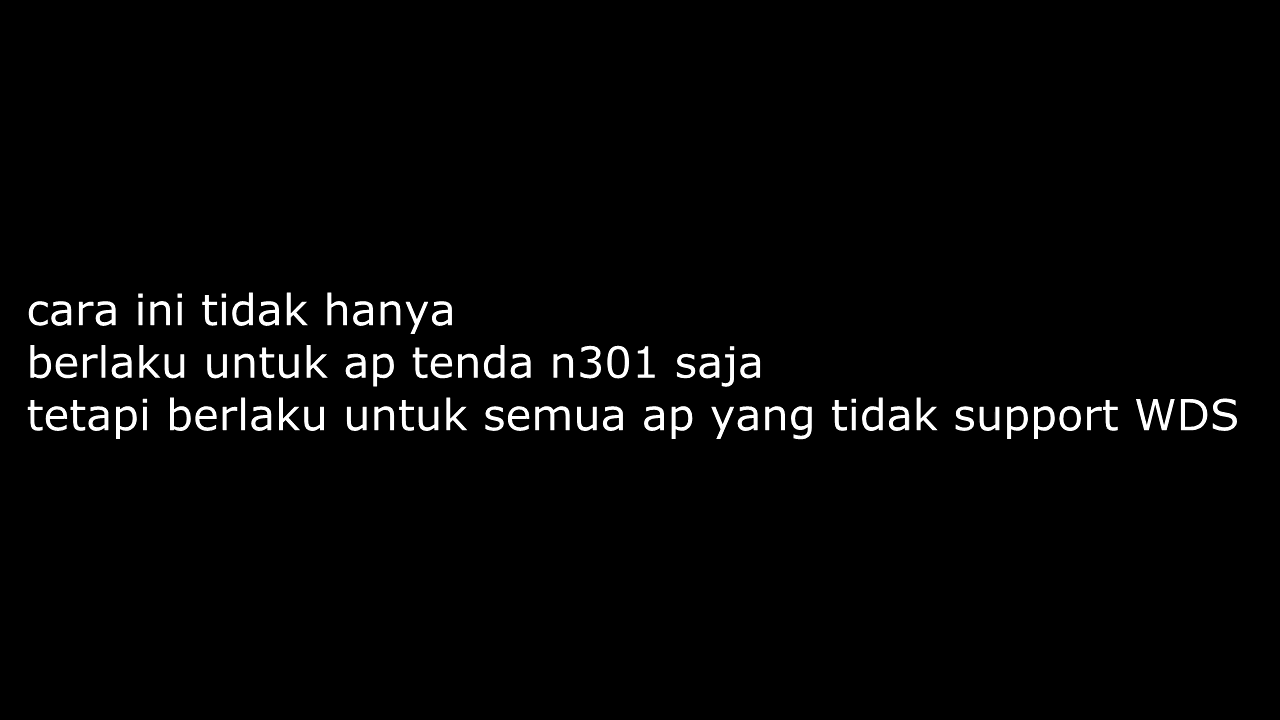 cara ini tidak hanya
berlaku untuk ap tenda n301 saja
tetapi berlaku untuk semua ap yang tidak support WDS